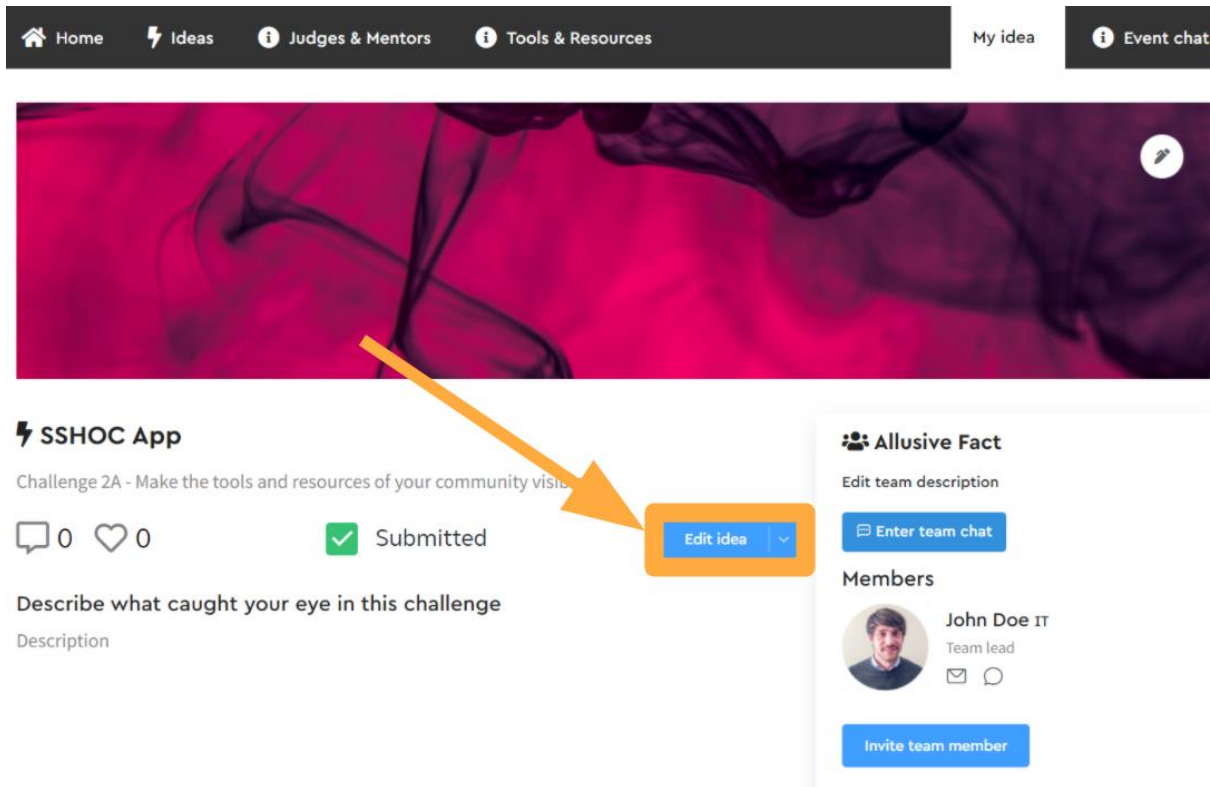 Home Ideas Judges & Mentors Tools & Resources My idea Event chat
SSHOC App
Challenge 2A - Make the tools and resources of your community
0 0 Submitted
Edit idea
Describe what caught your eye in this challenge
Description
Allusive Fact
Edit team description
Enter team chat
Members
John Doe IT
Team lead
Invite team member